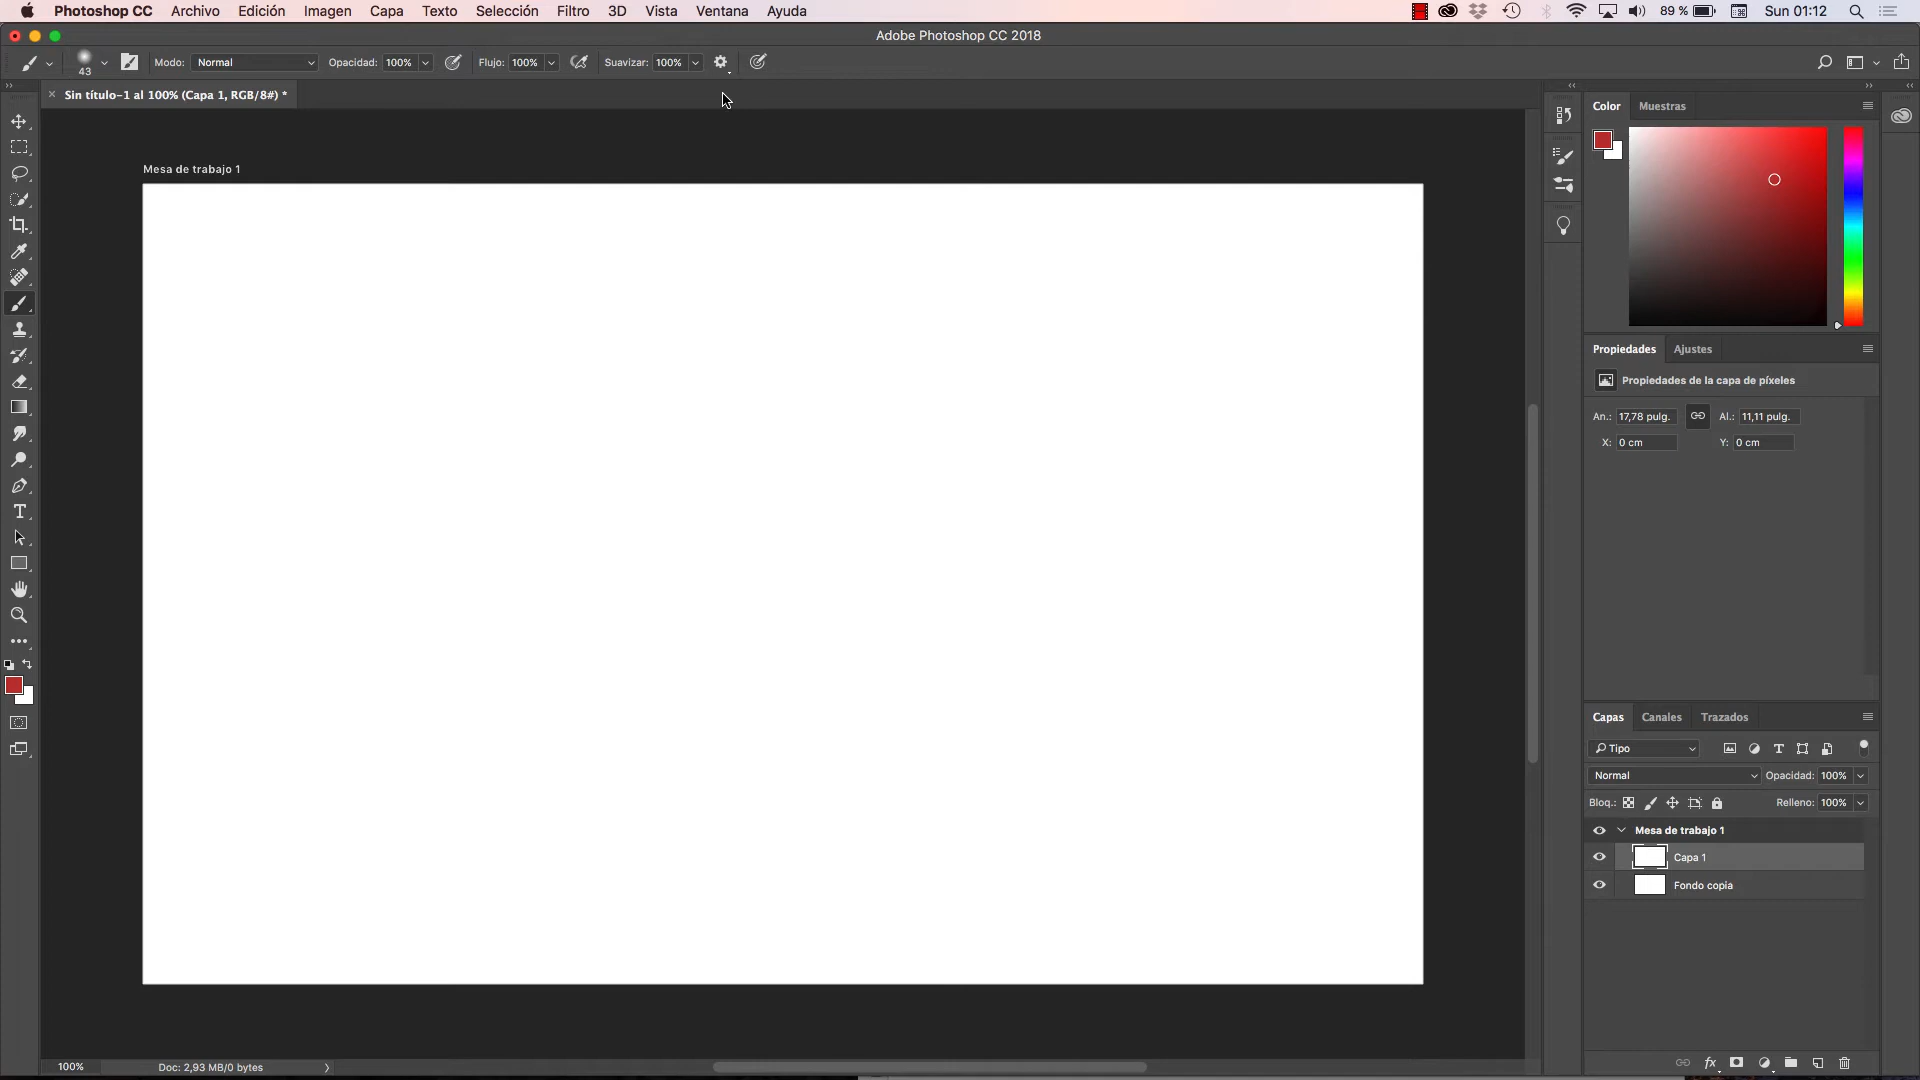 Photoshop CC Archivo Edición Imagen Capa Texto Selección Filtro 3D Vista Ventana Ayuda 89 % Sun 01:12
Adobe Photoshop CC 2018
43 Modo: Normal Opacidad: 100% Flujo: 100% Suavizar: 100%
Sin título-1 al 100% (Capa 1, RGB/8#) *
Mesa de trabajo 1
Color Muestras
Propiedades Ajustes
Propiedades de la capa de píxeles
An.: 17,78 pulg. Al.: 11,11 pulg.
X: 0 cm Y: 0 cm
Capas Canales Trazados
Tipo
Normal Opacidad: 100%
Bloq.: Relleno: 100%
Mesa de trabajo 1
Capa 1
Fondo copia
100% Doc: 2,93 MB/0 bytes